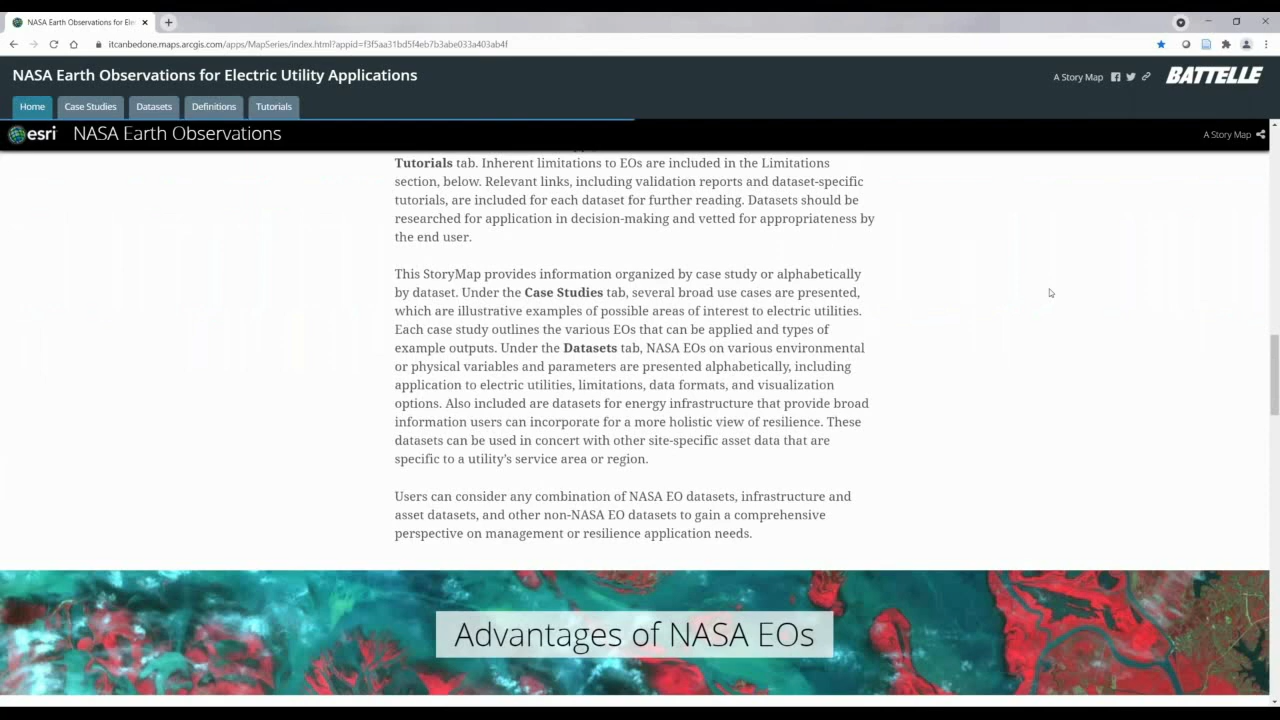 NASA Earth Observations for Ele
itcanbedone.maps.arcgis.com/apps/MapSeries/index.html?appid=f3f5aa31bd5f4eb7b3abe033a403ab4f
NASA Earth Observations for Electric Utility Applications
A Story Map
BATTELLE
Home
Case Studies
Datasets
Definitions
Tutorials
esri
NASA Earth Observations
A Story Map
Tutorials tab. Inherent limitations to EOs are included in the Limitations
section, below. Relevant links, including validation reports and dataset-specific
tutorials, are included for each dataset for further reading. Datasets should be
researched for application in decision-making and vetted for appropriateness by
the end user.
This StoryMap provides information organized by case study or alphabetically
by dataset. Under the Case Studies tab, several broad use cases are presented,
which are illustrative examples of possible areas of interest to electric utilities.
Each case study outlines the various EOs that can be applied and types of
example outputs. Under the Datasets tab, NASA EOs on various environmental
or physical variables and parameters are presented alphabetically, including
application to electric utilities, limitations, data formats, and visualization
options. Also included are datasets for energy infrastructure that provide broad
information users can incorporate for a more holistic view of resilience. These
datasets can be used in concert with other site-specific asset data that are
specific to a utility's service area or region.
Users can consider any combination of NASA EO datasets, infrastructure and
asset datasets, and other non-NASA EO datasets to gain a comprehensive
perspective on management or resilience application needs.
Advantages of NASA EOs